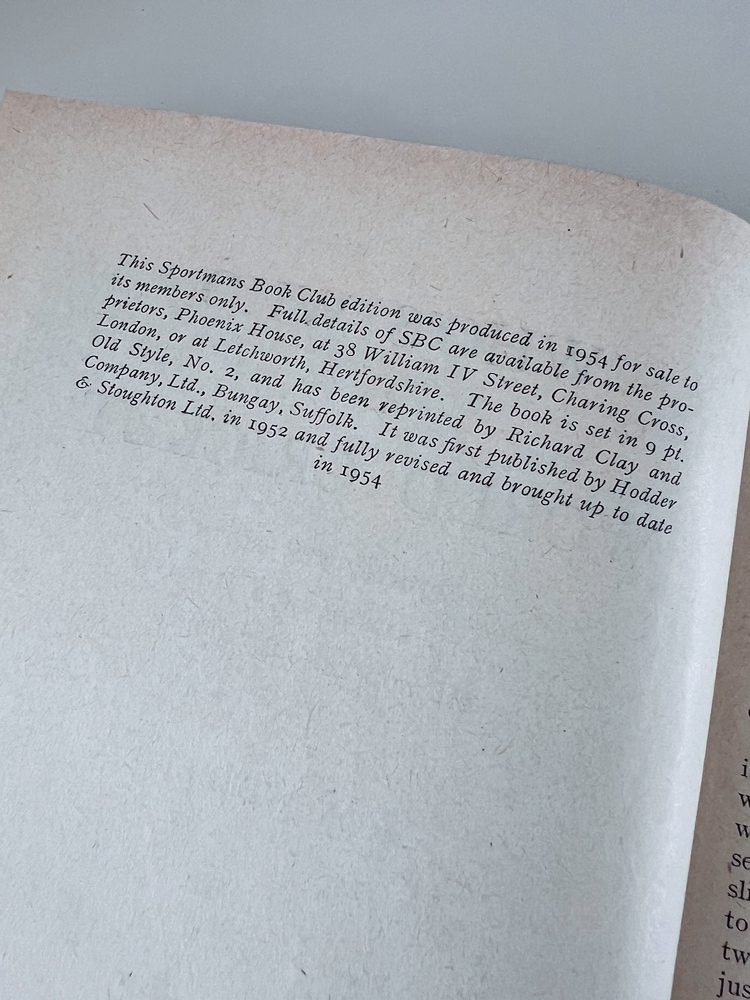 This Sportmans Book Club edition was produced in 1954 for sale to
its members only. Full details of SBC are available from the pro-
prietors, Phoenix House, at 38 William IV Street, Charing Cross,
London, or at Letchworth, Hertfordshire. The book is set in 9 pt.
Old Style, No. 2, and has been reprinted by Richard Clay and
Company, Ltd., Bungay, Suffolk. It was first published by Hodder
& Stoughton Ltd. in 1952 and fully revised and brought up to date
in 1954
to